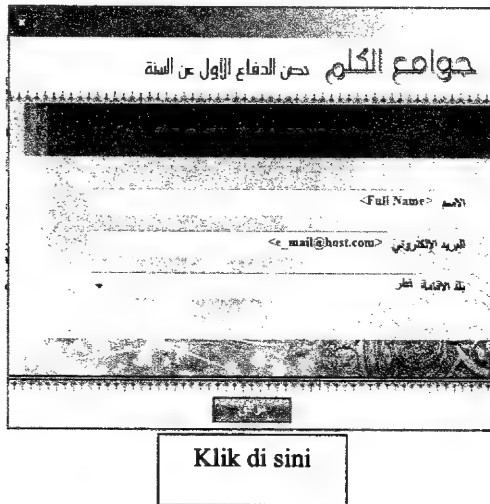 جوامع الكلم حصن الدفاع الأول عن السنة
الاسم <Full Name>
البريد الإلكتروني <e_mail@host.com>
بلد الإقامة قطر
Klik di sini